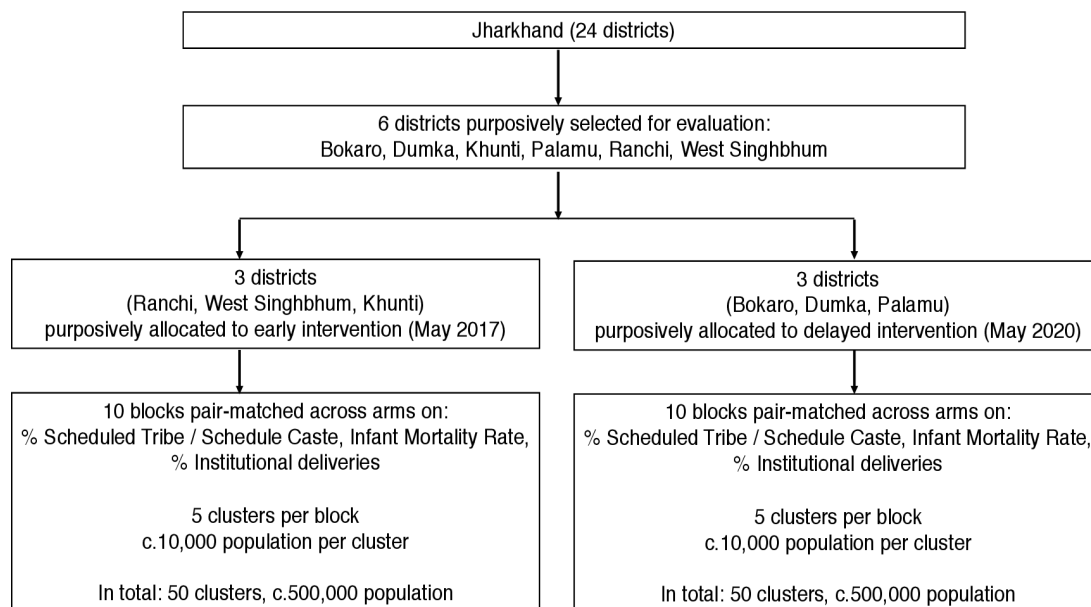 Jharkhand (24 districts)
6 districts purposively selected for evaluation:
Bokaro, Dumka, Khunti, Palamu, Ranchi, West Singhbhum
3 districts
(Ranchi, West Singhbhum, Khunti)
purposively allocated to early intervention (May 2017)
3 districts
(Bokaro, Dumka, Palamu)
purposively allocated to delayed intervention (May 2020)
10 blocks pair-matched across arms on:
% Scheduled Tribe / Schedule Caste, Infant Mortality Rate,
% Institutional deliveries
5 clusters per block
c.10,000 population per cluster
In total: 50 clusters, c.500,000 population
10 blocks pair-matched across arms on:
% Scheduled Tribe / Schedule Caste, Infant Mortality Rate,
% Institutional deliveries
5 clusters per block
c.10,000 population per cluster
In total: 50 clusters, c.500,000 population